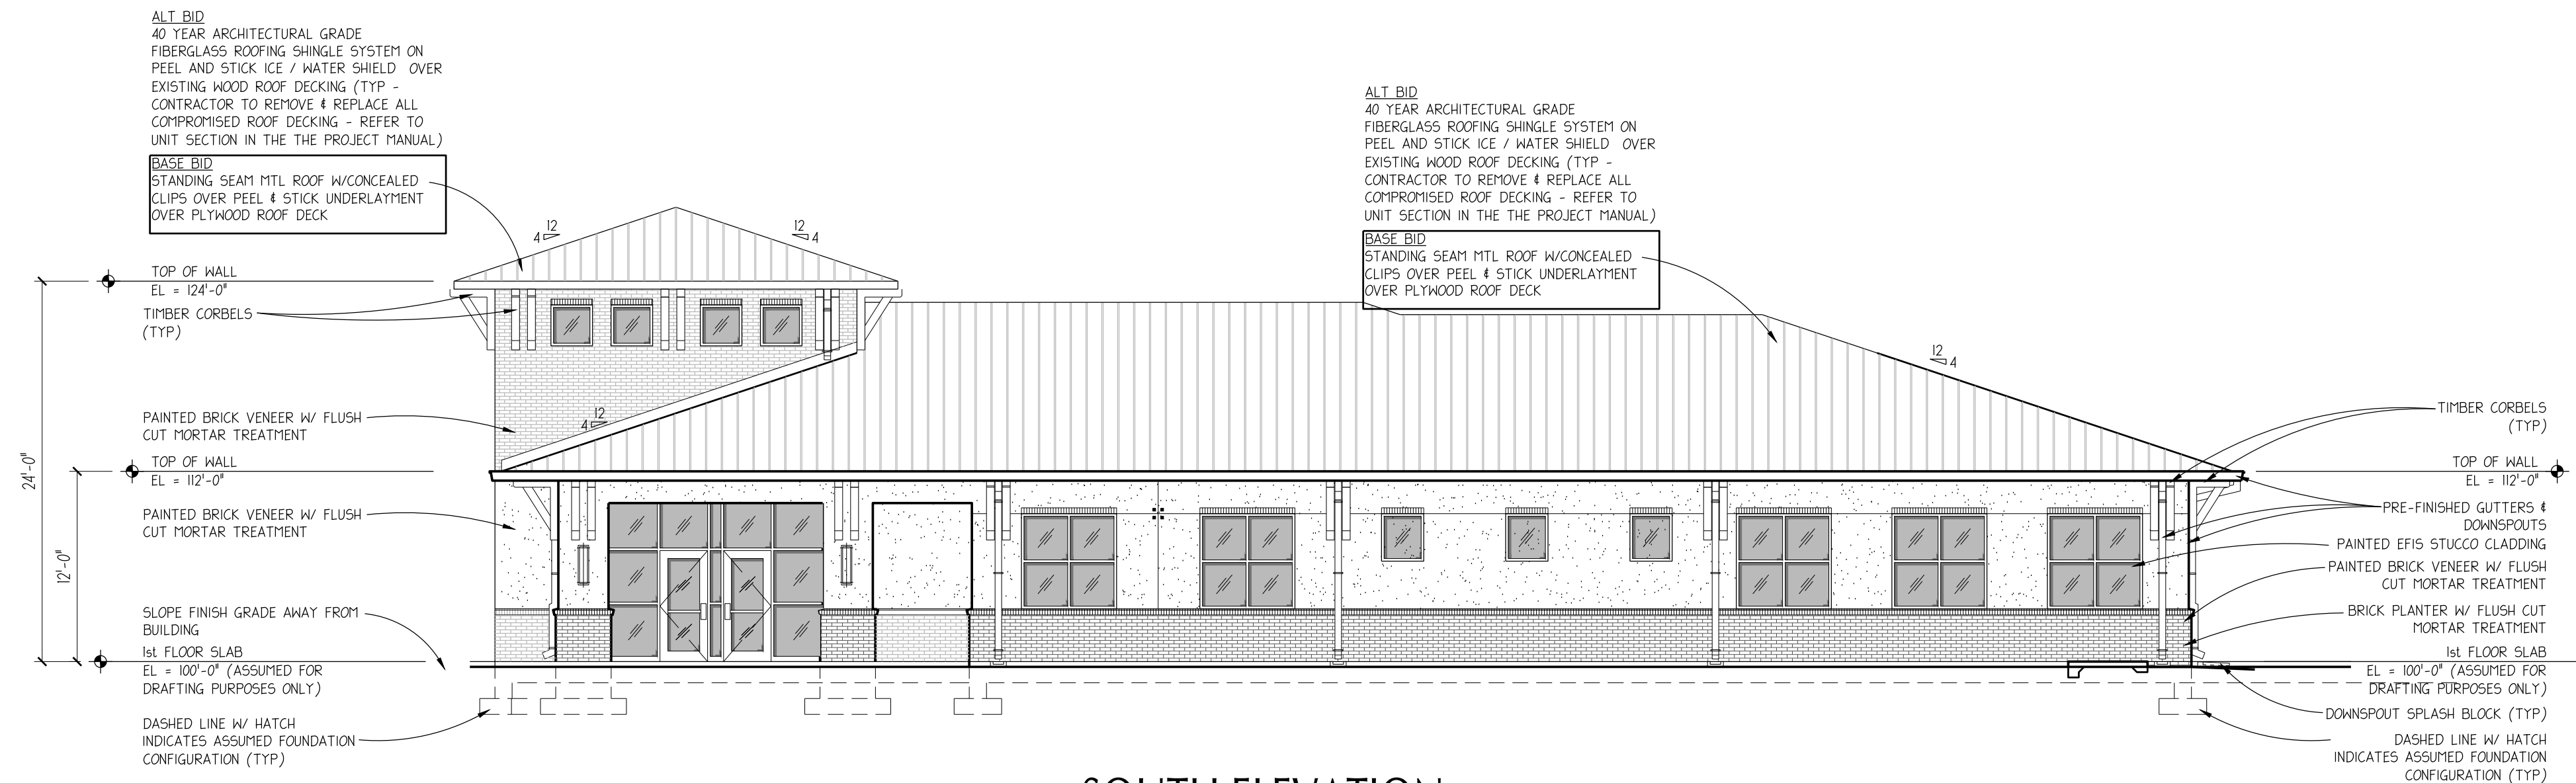 ALT BID
40 YEAR ARCHITECTURAL GRADE
FIBERGLASS ROOFING SHINGLE SYSTEM ON
PEEL AND STICK ICE / WATER SHIELD OVER
EXISTING WOOD ROOF DECKING (TYP -
CONTRACTOR TO REMOVE & REPLACE ALL
COMPROMISED ROOF DECKING - REFER TO
UNIT SECTION IN THE THE PROJECT MANUAL)
BASE BID
STANDING SEAM MTL ROOF W/CONCEALED
CLIPS OVER PEEL & STICK UNDERLAYMENT
OVER PLYWOOD ROOF DECK
ALT BID
40 YEAR ARCHITECTURAL GRADE
FIBERGLASS ROOFING SHINGLE SYSTEM ON
PEEL AND STICK ICE / WATER SHIELD OVER
EXISTING WOOD ROOF DECKING (TYP -
CONTRACTOR TO REMOVE & REPLACE ALL
COMPROMISED ROOF DECKING - REFER TO
UNIT SECTION IN THE THE PROJECT MANUAL)
BASE BID
STANDING SEAM MTL ROOF W/CONCEALED
CLIPS OVER PEEL & STICK UNDERLAYMENT
OVER PLYWOOD ROOF DECK
12
4
12
4
12
4
12
4
TOP OF WALL
EL = 124'-0"
TIMBER CORBELS
(TYP)
PAINTED BRICK VENEER W/ FLUSH
CUT MORTAR TREATMENT
TOP OF WALL
EL = 112'-0"
PAINTED BRICK VENEER W/ FLUSH
CUT MORTAR TREATMENT
24'-0"
12'-0"
SLOPE FINISH GRADE AWAY FROM
BUILDING
1st FLOOR SLAB
EL = 100'-0" (ASSUMED FOR
DRAFTING PURPOSES ONLY)
DASHED LINE W/ HATCH
INDICATES ASSUMED FOUNDATION
CONFIGURATION (TYP)
TIMBER CORBELS
(TYP)
TOP OF WALL
EL = 112'-0"
PRE-FINISHED GUTTERS &
DOWNSPOUTS
PAINTED EFIS STUCCO CLADDING
PAINTED BRICK VENEER W/ FLUSH
CUT MORTAR TREATMENT
BRICK PLANTER W/ FLUSH CUT
MORTAR TREATMENT
1st FLOOR SLAB
EL = 100'-0" (ASSUMED FOR
DRAFTING PURPOSES ONLY)
DOWNSPOUT SPLASH BLOCK (TYP)
DASHED LINE W/ HATCH
INDICATES ASSUMED FOUNDATION
CONFIGURATION (TYP)
SOUTH ELEVATION